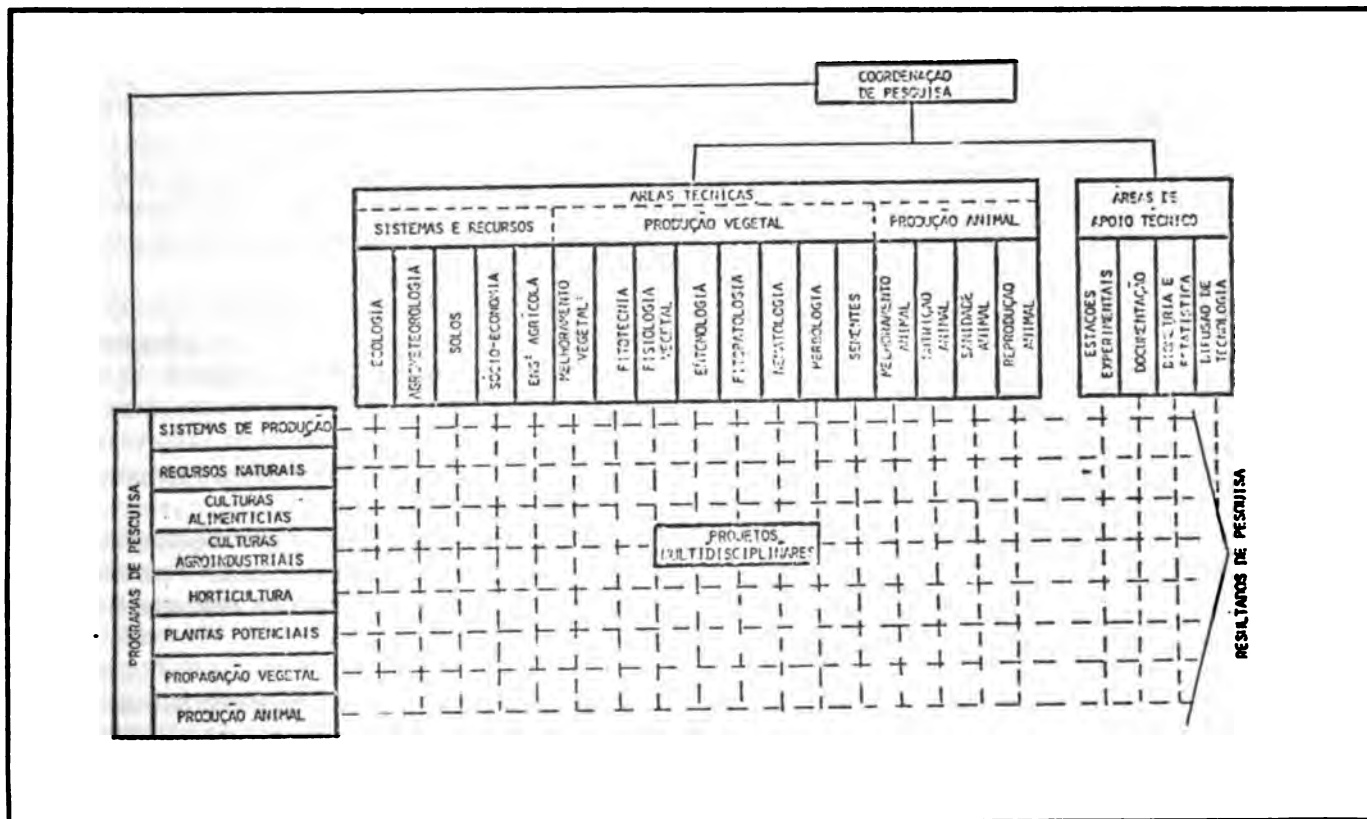 COORDENAÇÃO
DE PESQUISA
ÁREAS TÉCNICAS
ÁREAS DE
APOIO TÉCNICO
SISTEMAS E RECURSOS
PRODUÇÃO VEGETAL
PRODUÇÃO ANIMAL
ECOLOGIA
AGROMETEOROLOGIA
SOLOS
SÓCIO-ECONOMIA
AGRÍCOLA
MELHORAMENTO
VEGETAL
FITOTECNIA
FISIOLOGIA
VEGETAL
ENTOMOLOGIA
FITOPATOLOGIA
NEMATOLOGIA
HERBOLOGIA
SEMENTES
MELHORAMENTO
ANIMAL
NUTRIÇÃO
ANIMAL
SANIDADE
ANIMAL
REPRODUÇÃO
ANIMAL
ESTAÇÕES
EXPERIMENTAIS
DOCUMENTAÇÃO
BIOMETRIA E
ESTATÍSTICA
DIFUSÃO DE
TECNOLOGIA
PROGRAMAS DE PESQUISA
SISTEMAS DE PRODUÇÃO
RECURSOS NATURAIS
CULTURAS
ALIMENTÍCIAS
CULTURAS
AGROINDUSTRIAIS
HORTICULTURA
PLANTAS POTENCIAIS
PROPAGAÇÃO VEGETAL
PRODUÇÃO ANIMAL
PROJETOS
MULTIDISCIPLINARES
RESULTADOS DE PESQUISA